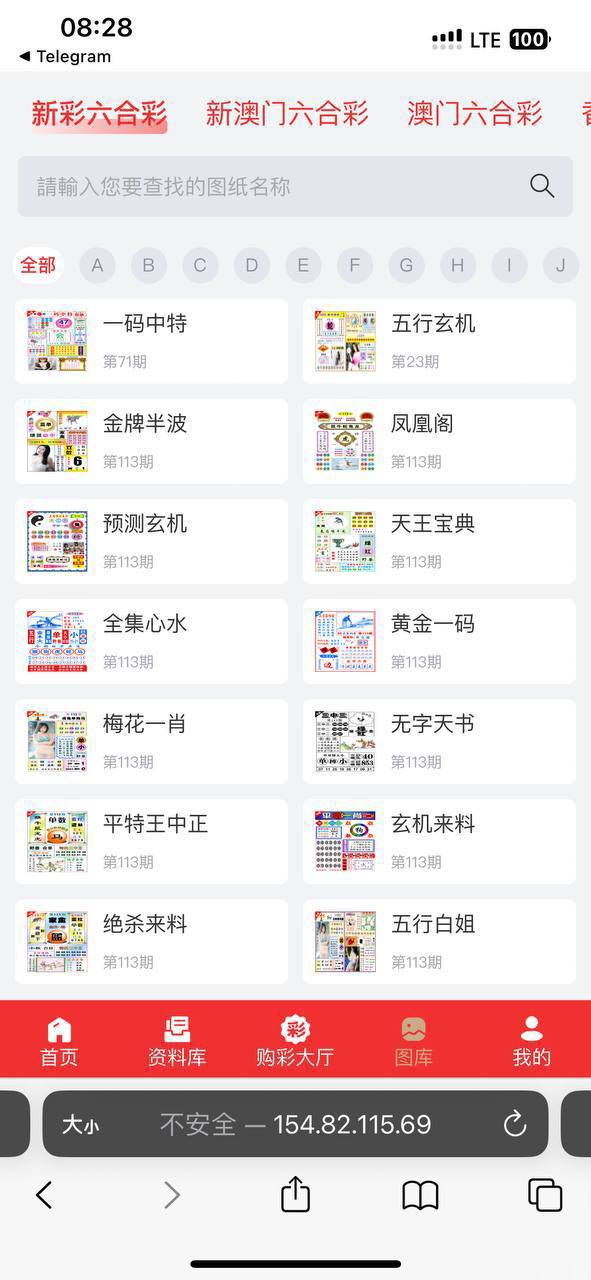 08:28
LTE 100
Telegram
新彩六合彩 新澳门六合彩 澳门六合彩
請輸入您要查找的图纸名称
全部 A B C D E F G H I J
一码中特 五行玄机
第71期 第23期
金牌半波 凤凰阁
第113期 第113期
预测玄机 天王宝典
第113期 第113期
全集心水 黄金一码
第113期 第113期
梅花一肖 无字天书
第113期 第113期
平特王中正 玄机来料
第113期 第113期
绝杀来料 五行白姐
第113期 第113期
彩
首页 资料库 购彩大厅 图库 我的
大小 不安全 — 154.82.115.69